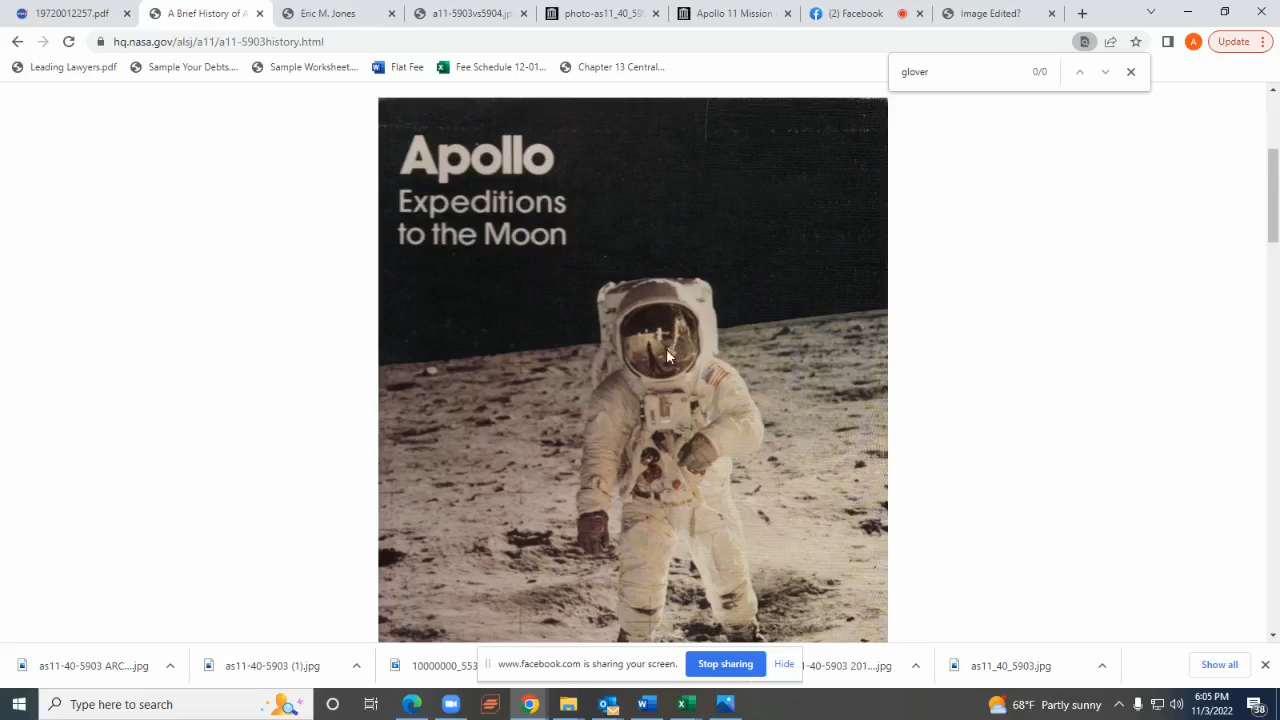 19720012257.pdf
A Brief History of A
Eric M. Jones
a11-5903vs5904.jp
photo-as11_40_59
Apollo 11 Mission
(2) Facebook
Image Edited?
hq.nasa.gov/alsj/a11/a11-5903history.html
A
Update
Leading Lawyers.pdf
Sample Your Debts....
Sample Worksheet....
Flat Fee
Fee Schedule 12-01...
Chapter 13 Central...
glover
0/0
Apollo
Expeditions
to the Moon
as11-40-5903 ARC....jpg
as11-40-5903 (1).jpg
10000000_553
www.facebook.com is sharing your screen.
Stop sharing
Hide
-40-5903 201....jpg
as11_40_5903.jpg
Show all
Type here to search
68°F Partly sunny
11/3/2022
38